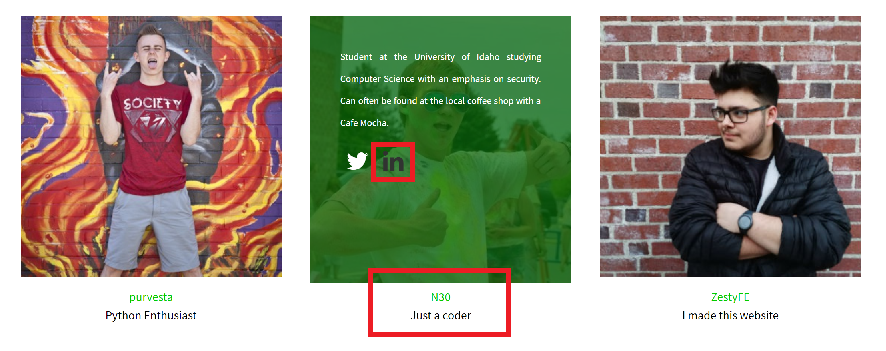 SOCIETY
Student at the University of Idaho studying
Computer Science with an emphasis on security.
Can often be found at the local coffee shop with a
Cafe Mocha.
in
purvesta
N30
ZestyFE
Python Enthusiast
Just a coder
I made this website